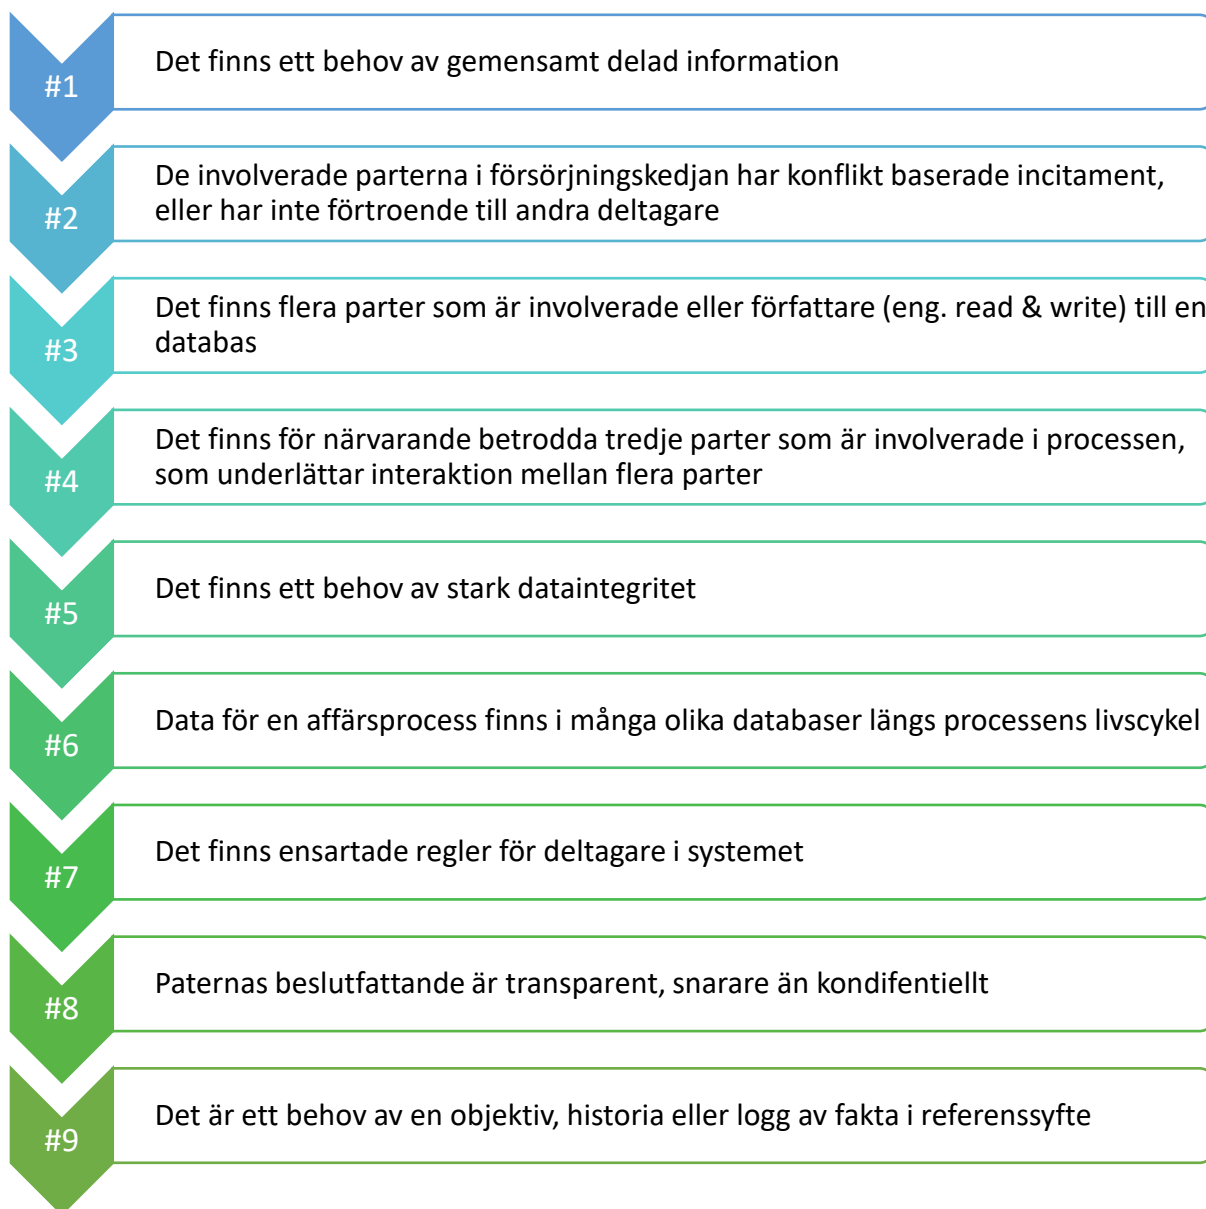 #1
Det finns ett behov av gemensamt delad information
#2
De involverade parterna i försörjningskedjan har konflikt baserade incitament,
eller har inte förtroende till andra deltagare
#3
Det finns flera parter som är involverade eller författare (eng. read & write) till en
databas
#4
Det finns för närvarande betrodda tredje parter som är involverade i processen,
som underlättar interaktion mellan flera parter
#5
Det finns ett behov av stark dataintegritet
#6
Data för en affärsprocess finns i många olika databaser längs processens livscykel
#7
Det finns ensartade regler för deltagare i systemet
#8
Paternas beslutfattande är transparent, snarare än kondifentiellt
#9
Det är ett behov av en objektiv, historia eller logg av fakta i referenssyfte